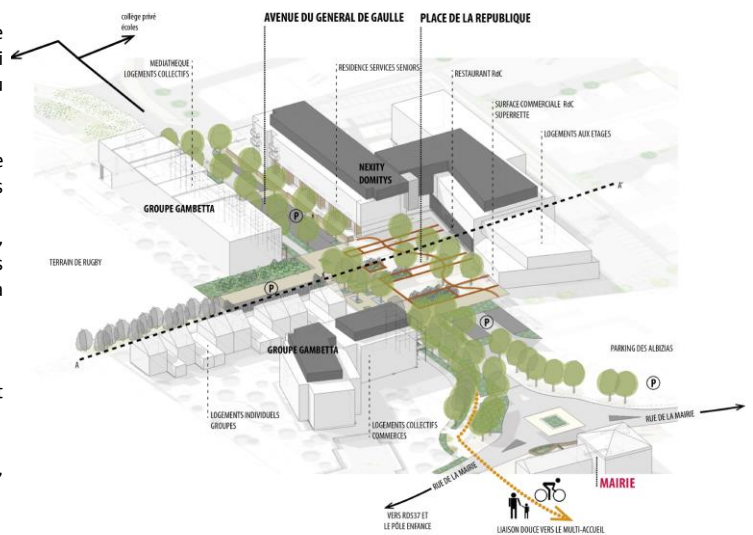 collège privé
écoles
AVENUE DU GENERAL DE GAULLE
PLACE DE LA REPUBLIQUE
MEDIATHEQUE
LOGEMENTS COLLECTIFS
RESIDENCE SERVICES SENIORS
RESTAURANT RdC
SURFACE COMMERCIALE RdC
SUPERRETTE
LOGEMENTS AUX ETAGES
NEXITY
DOMITYS
A'
GROUPE GAMBETTA
P
TERRAIN DE RUGBY
P
P
A
GROUPE GAMBETTA
PARKING DES ALBIZIAS
P
LOGEMENTS INDIVIDUELS
GROUPES
LOGEMENTS COLLECTIFS
COMMERCES
RUE DE LA MAIRIE
RUE DE LA MAIRIE
MAIRIE
VERS RD537 ET
LE PÔLE ENFANCE
LIAISON DOUCE VERS LE MULTI-ACCUEIL